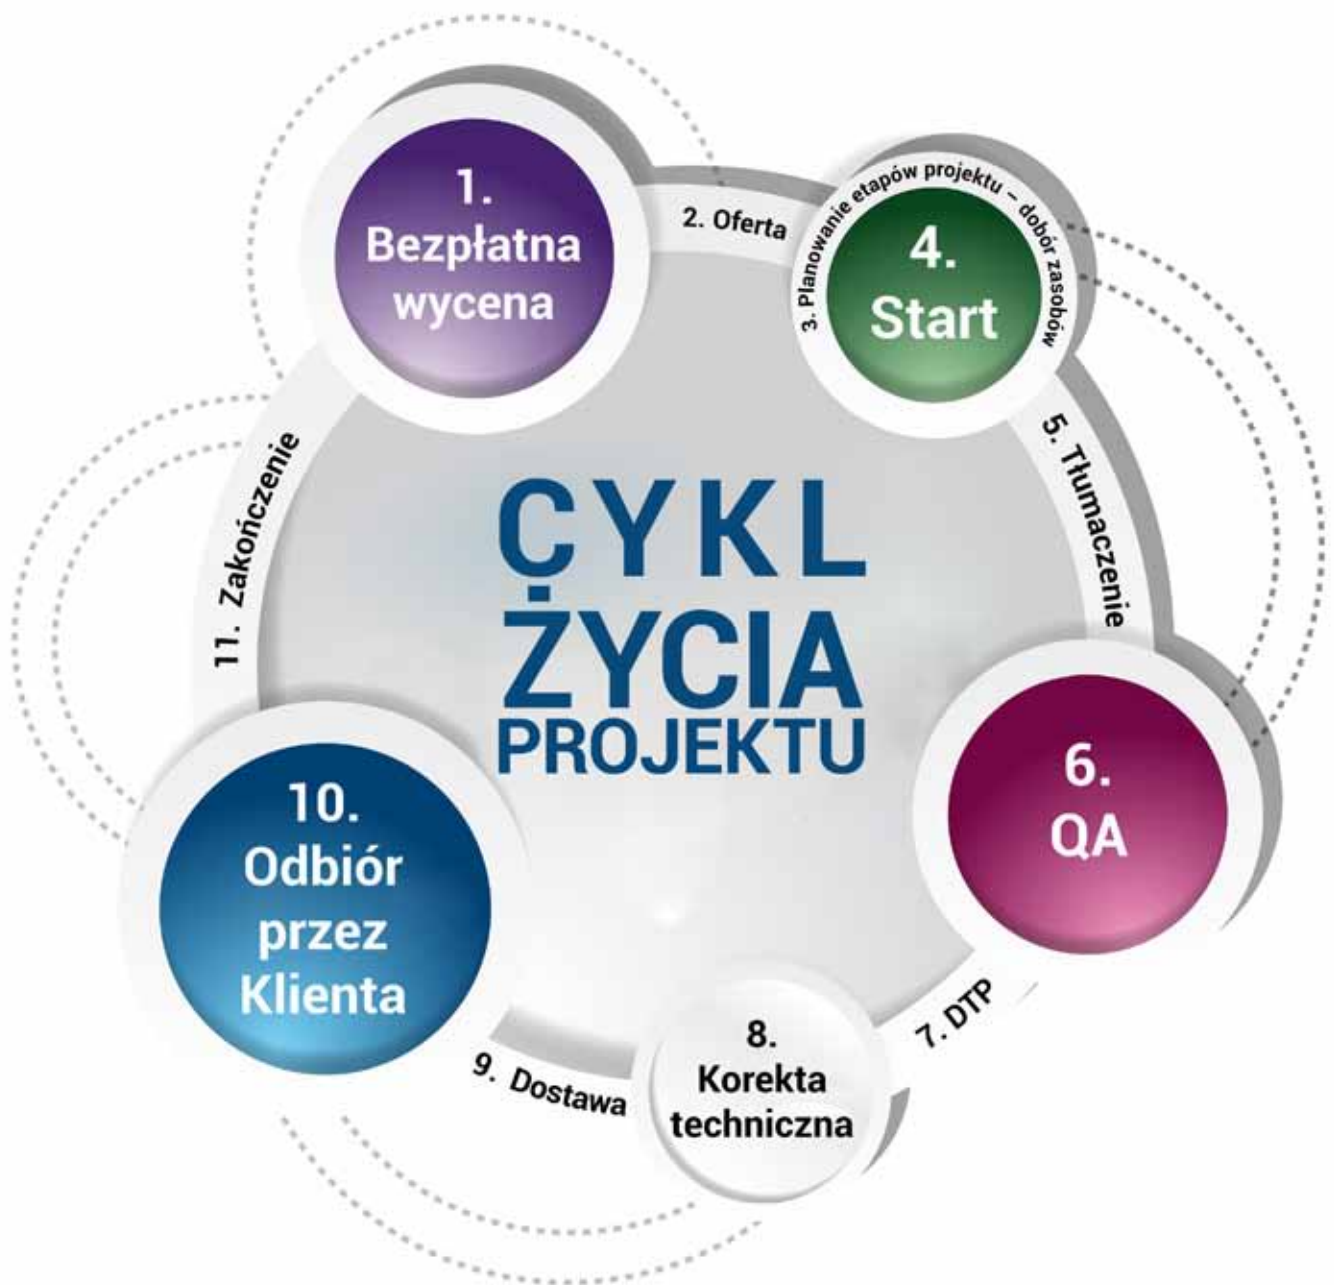 1.
Bezpłatna
wycena
2. Oferta
3. Planowanie etapów projektu – dobór zasobów
4.
Start
5. Tłumaczenie
CYKL
ŻYCIA
PROJEKTU
6.
QA
7. DTP
8.
Korekta
techniczna
9. Dostawa
10.
Odbiór
przez
Klienta
11. Zakończenie